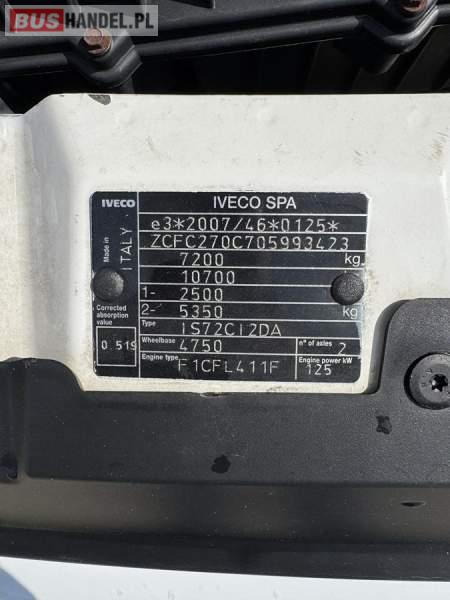 BUSHANDEL.PL
IVECO
IVECO SPA
Made in
ITALY
e3*2007/46*0125*
ZCFC270C705993423
7200 kg
10700
1- 2500
2- 5350 kg
Corrected absorption value
0.519
Type IS72CI2DA
Wheelbase 4750 n° of axles 2
Engine type F1CFL411F Engine power kW 125